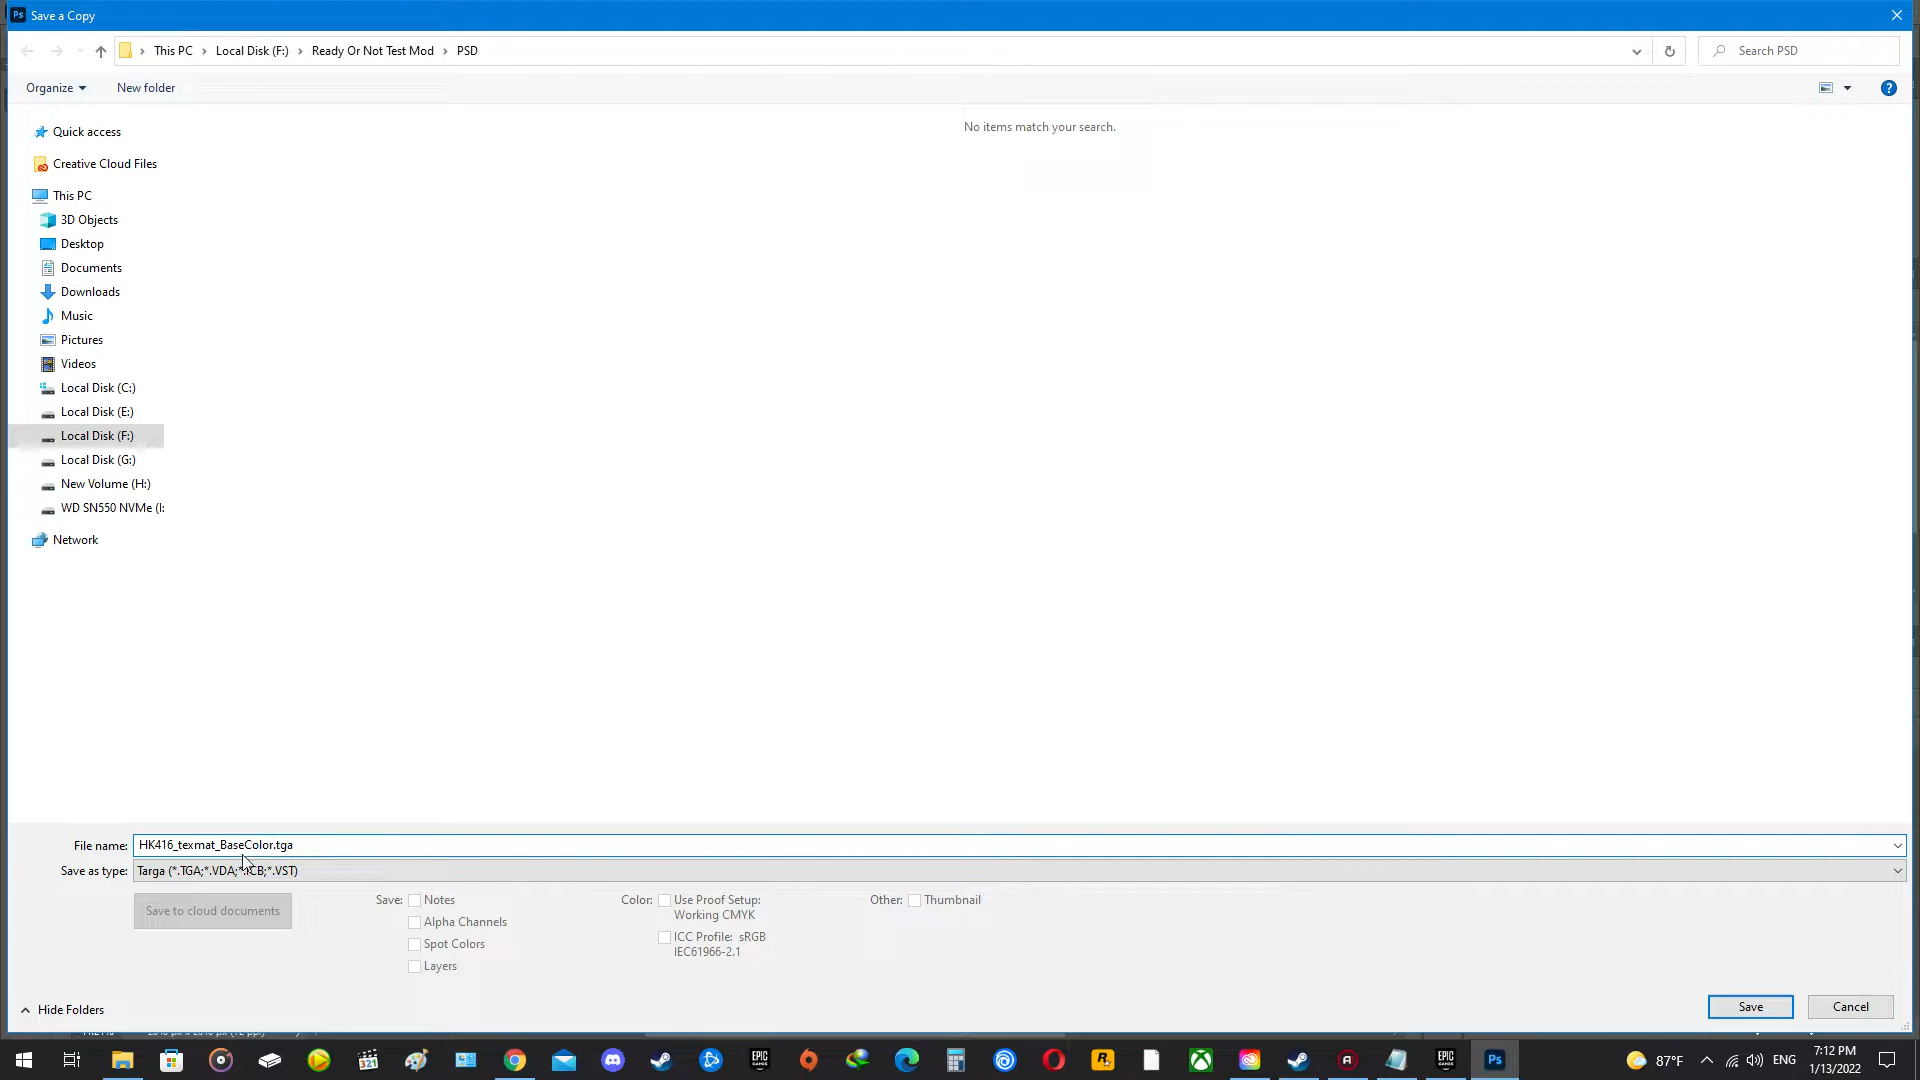 Save a Copy
This PC > Local Disk (F:) > Ready Or Not Test Mod > PSD
Search PSD
Organize
New folder
No items match your search.
Quick access
Creative Cloud Files
This PC
3D Objects
Desktop
Documents
Downloads
Music
Pictures
Videos
Local Disk (C:)
Local Disk (E:)
Local Disk (F:)
Local Disk (G:)
New Volume (H:)
WD SN550 NVMe (I:
Network
File name: HK416_texmat_BaseColor.tga
Save as type: Targa (*.TGA;*.VDA;*.ICB;*.VST)
Save to cloud documents
Save: Notes
Alpha Channels
Spot Colors
Layers
Color: Use Proof Setup:
Working CMYK
ICC Profile: sRGB
IEC61966-2.1
Other: Thumbnail
Hide Folders
Save
Cancel
87°F
ENG
7:12 PM
1/13/2022